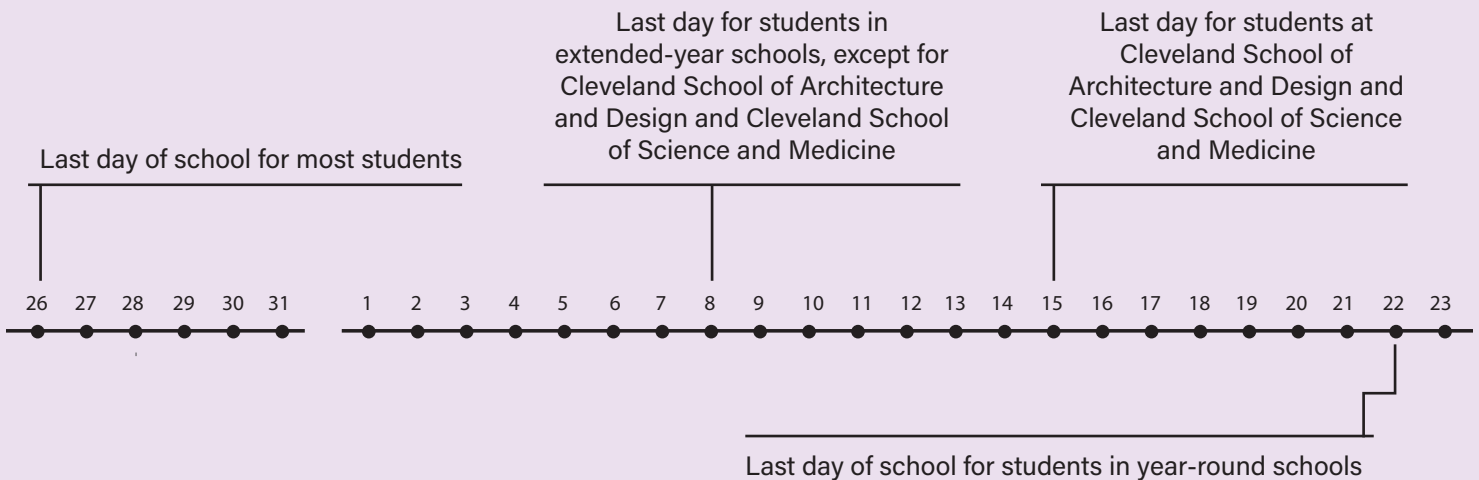 Last day of school for most students
Last day for students in
extended-year schools, except for
Cleveland School of Architecture
and Design and Cleveland School
of Science and Medicine
Last day for students at
Cleveland School of
Architecture and Design and
Cleveland School of Science
and Medicine
26 27 28 29 30 31 1 2 3 4 5 6 7 8 9 10 11 12 13 14 15 16 17 18 19 20 21 22 23
Last day of school for students in year-round schools